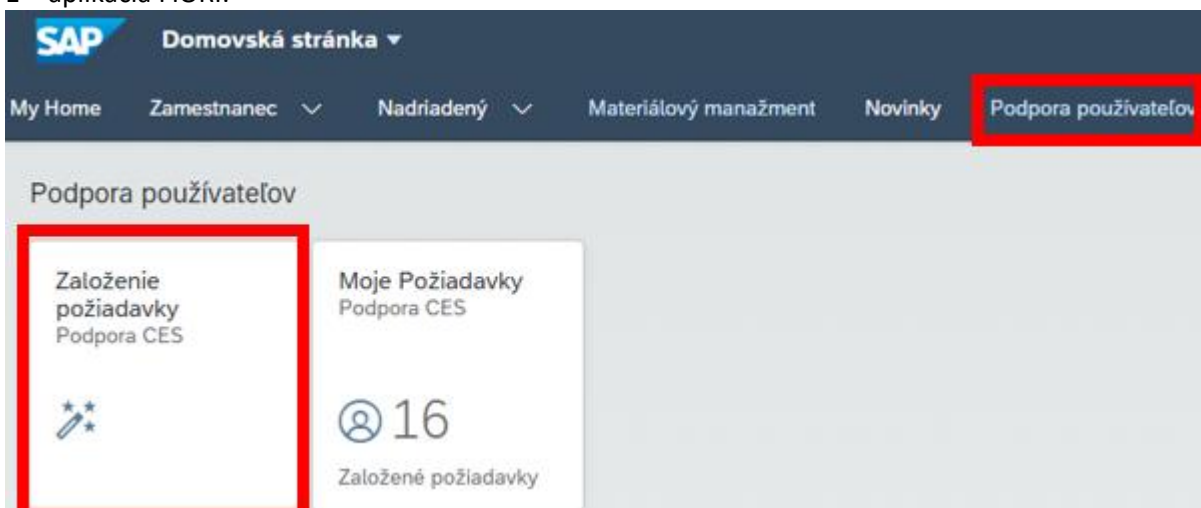 SAP Domovská stránka
My Home Zamestnanec Nadriadený Materiálový manažment Novinky Podpora používateľov
Podpora používateľov
Založenie
požiadavky
Podpora CES
Moje Požiadavky
Podpora CES
16
Založené požiadavky